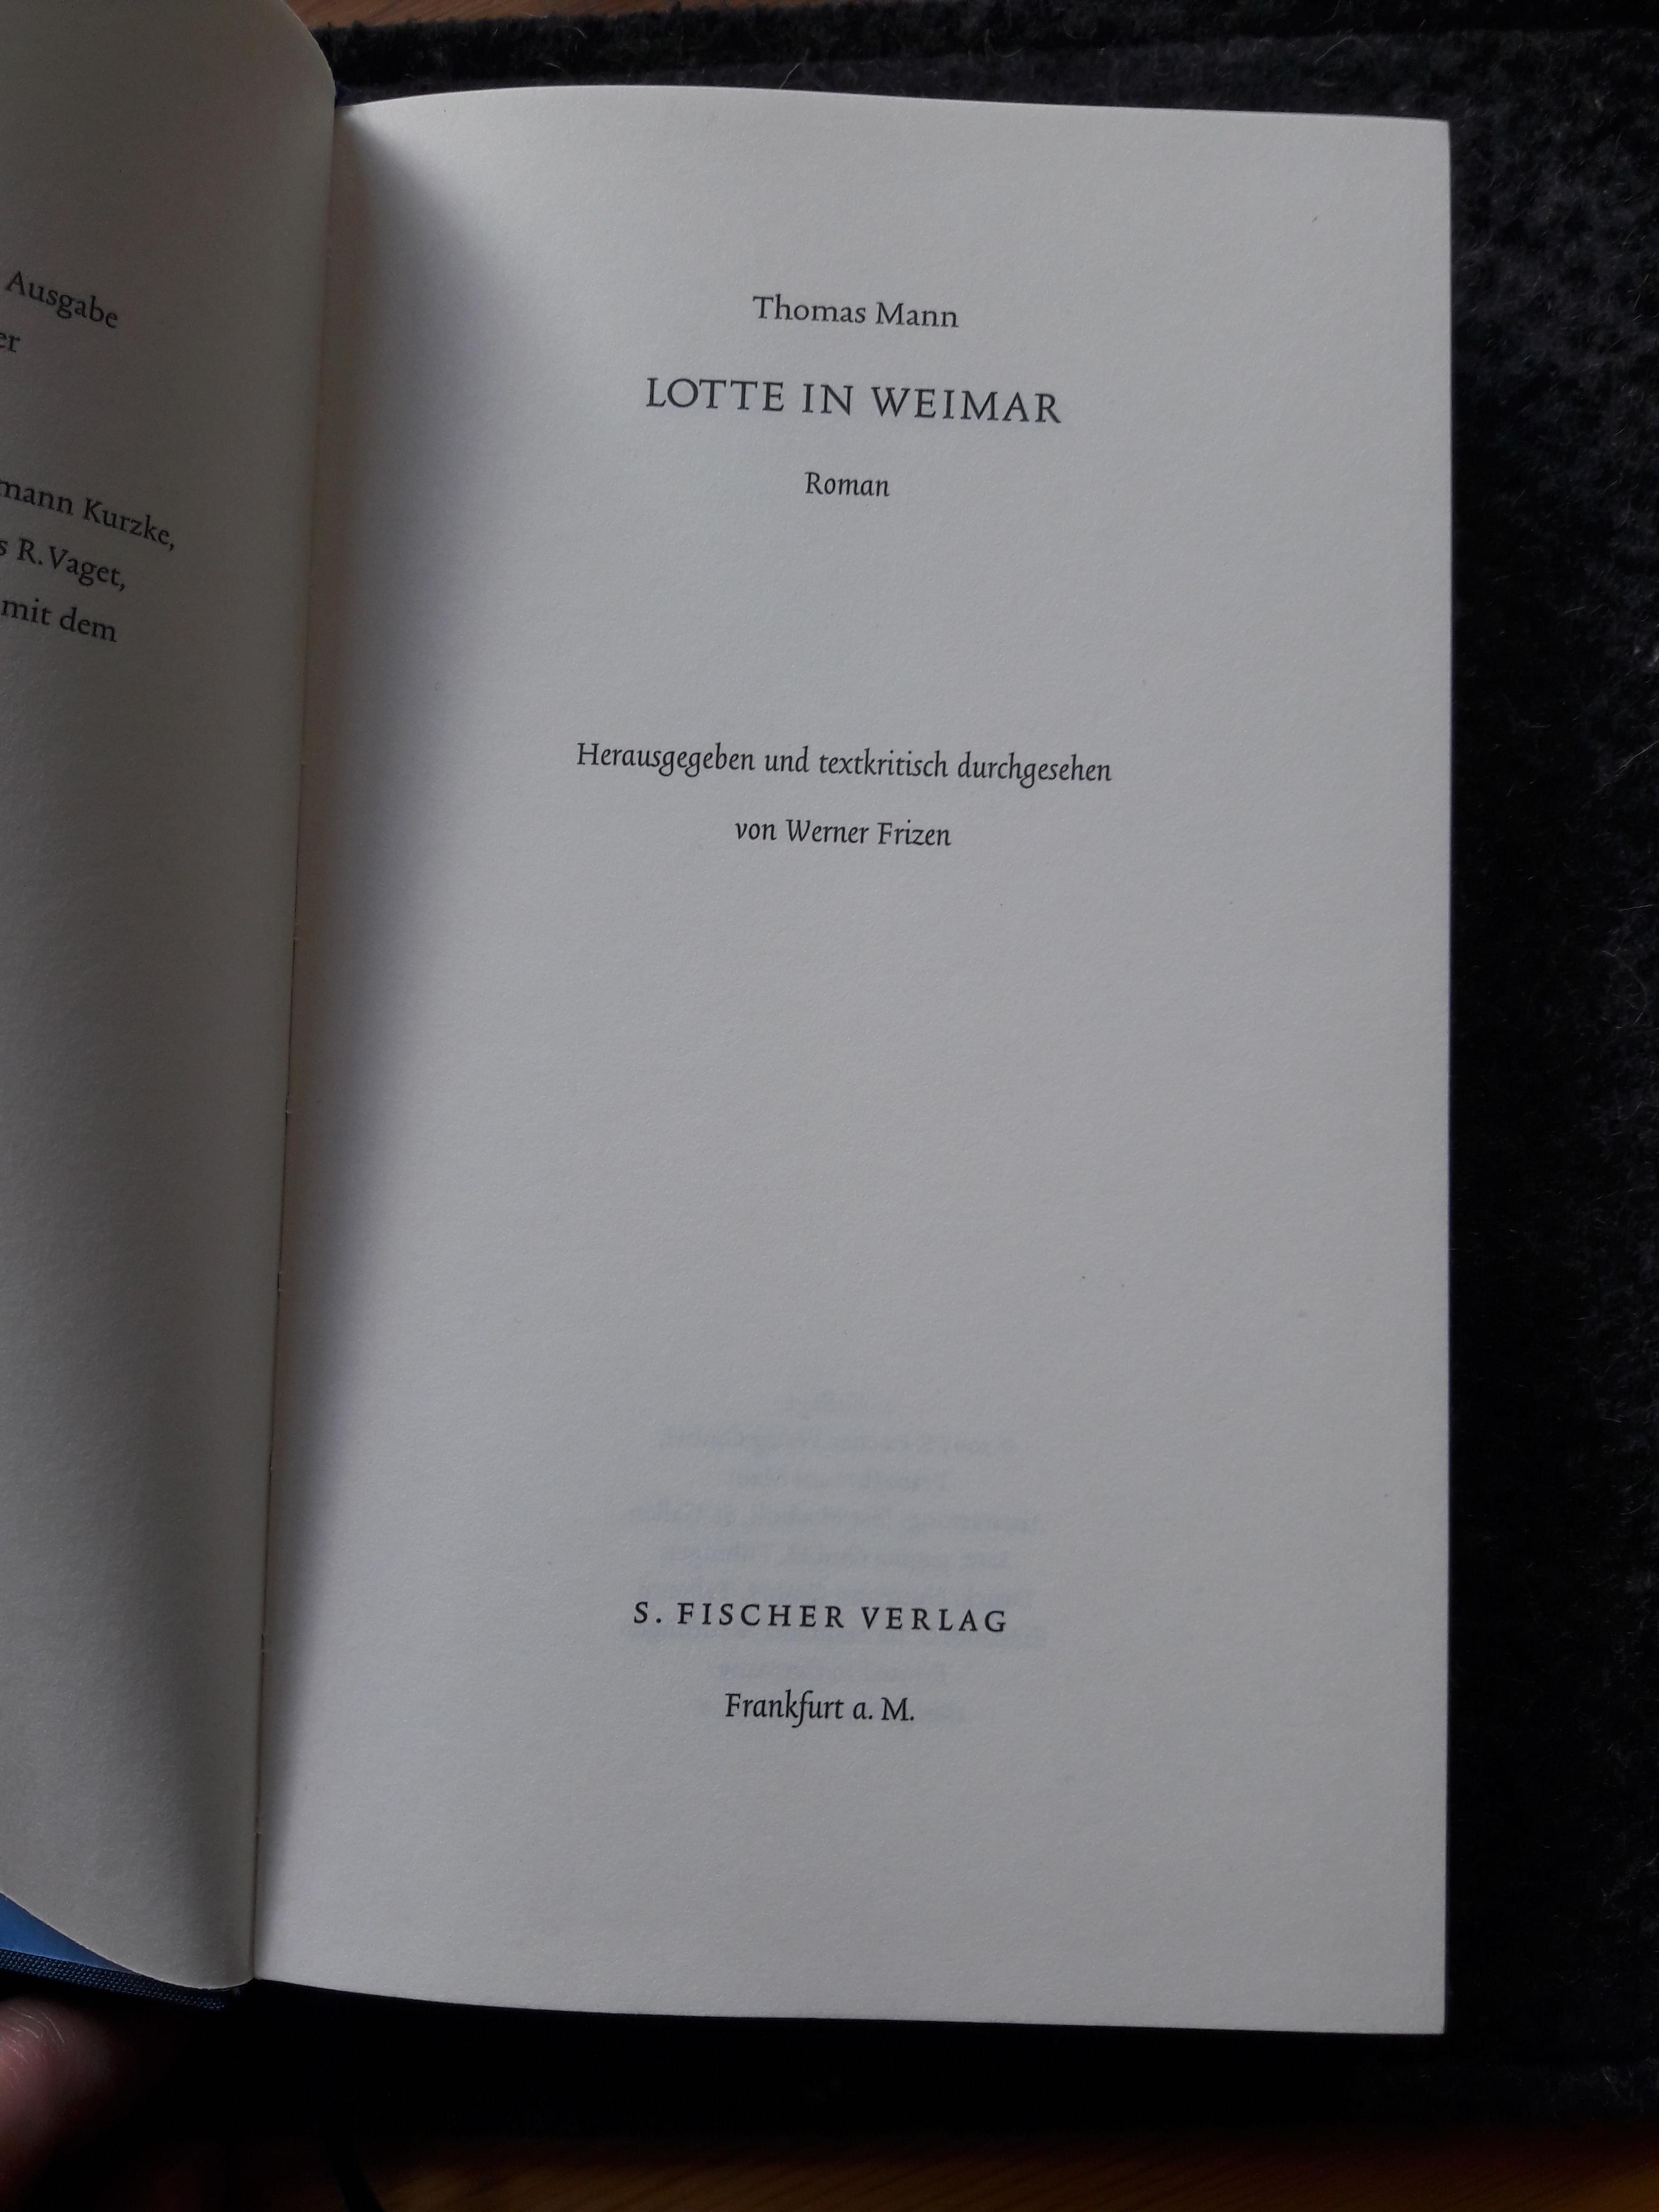 Ausgabe
mann Kurzke,
R. Vaget,
mit dem
Thomas Mann
LOTTE IN WEIMAR
Roman
Herausgegeben und textkritisch durchgesehen
von Werner Frizen
S. FISCHER VERLAG
Frankfurt a. M.